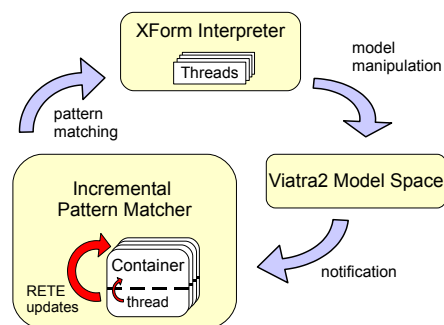 XForm Interpreter
Threads
model
manipulation
pattern
matching
Viatra2 Model Space
Incremental
Pattern Matcher
Container
RETE
updates
thread
notification